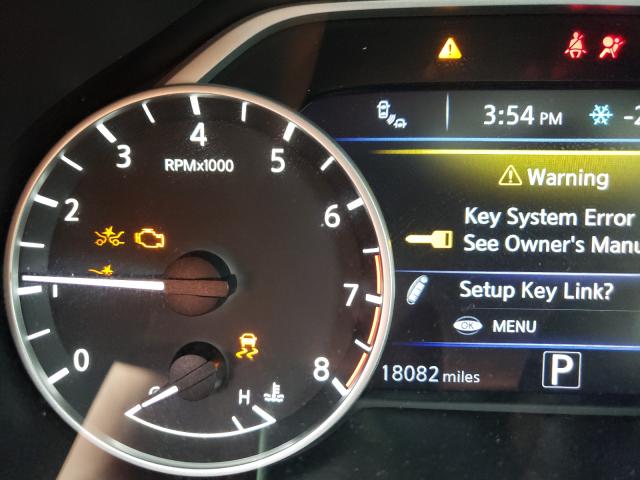 3:54 PM
-2
4
3
5
RPMx1000
Warning
2
6
Key System Error
See Owner's Manu
Setup Key Link?
7
OK MENU
0
8
H
18082 miles
P